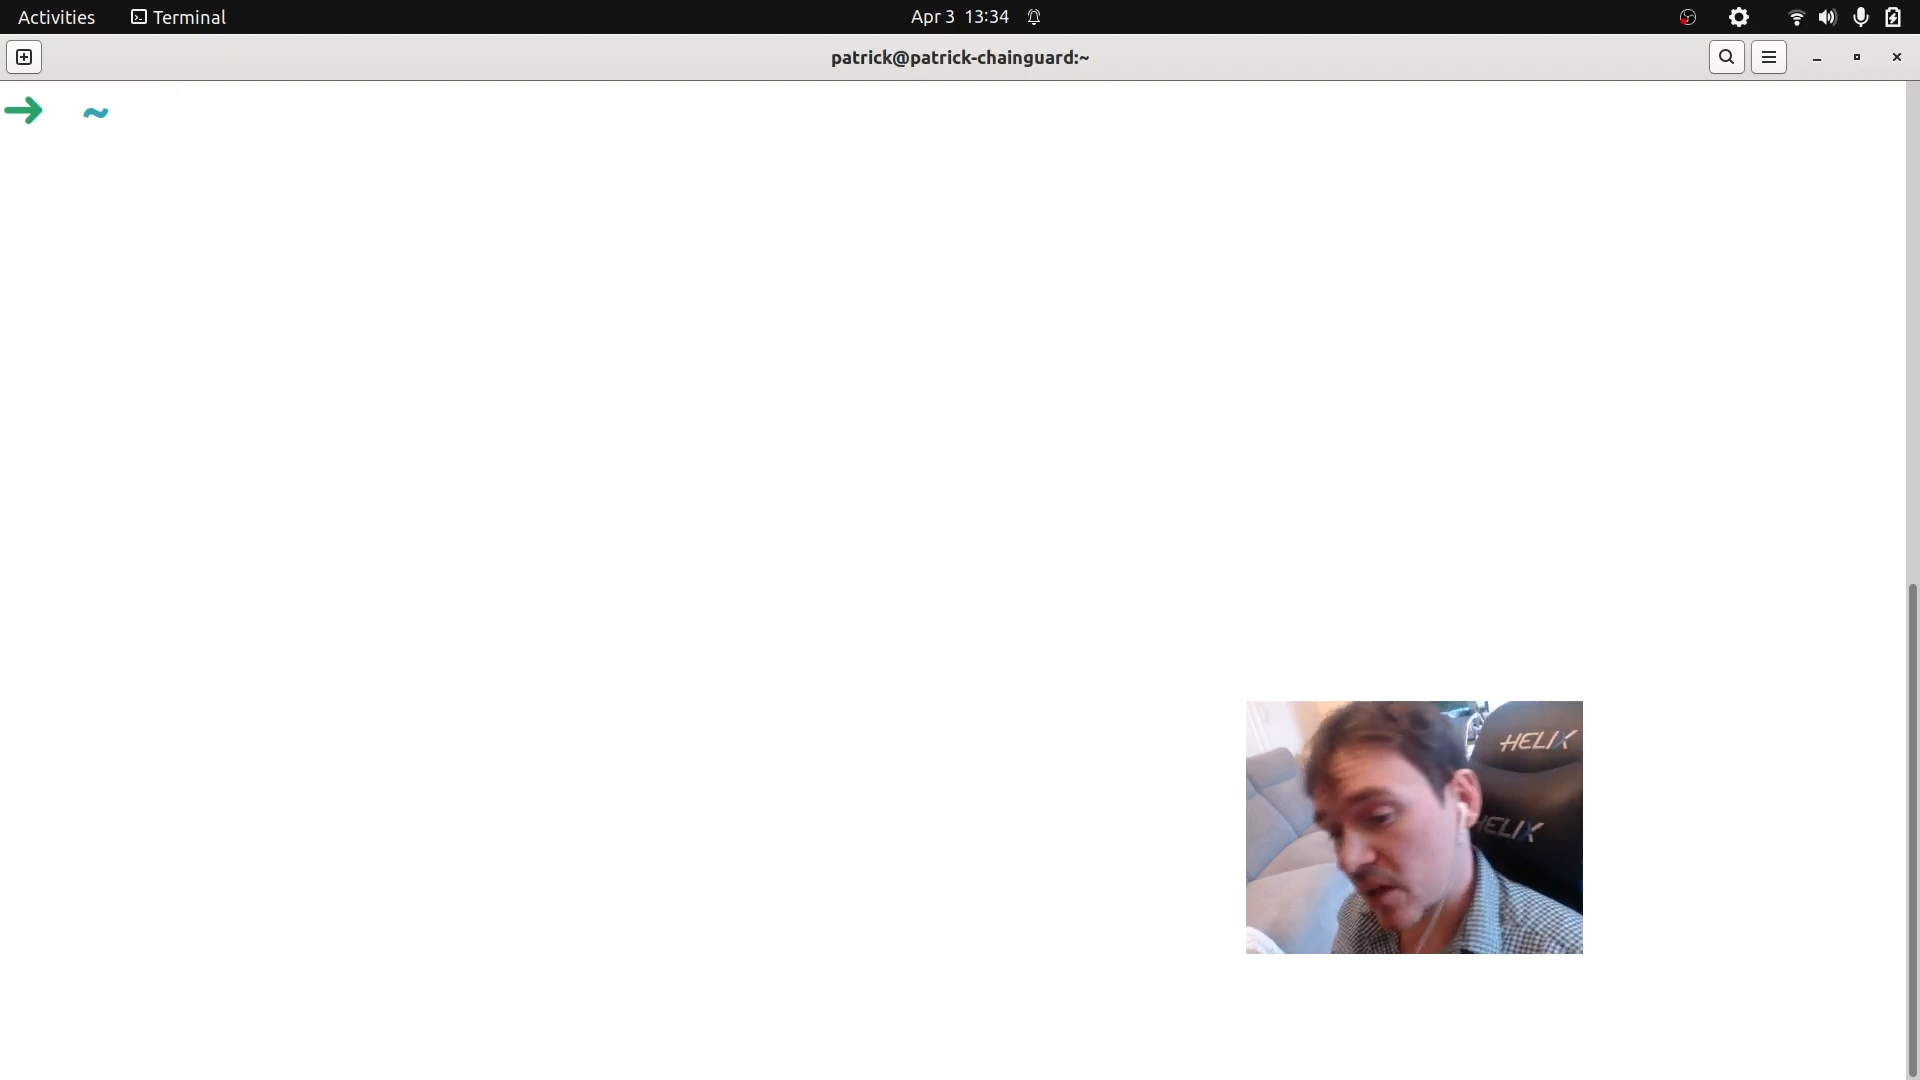 Activities Terminal Apr 3 13:34
patrick@patrick-chainguard:~
➜ ~
HELIX
HELIX